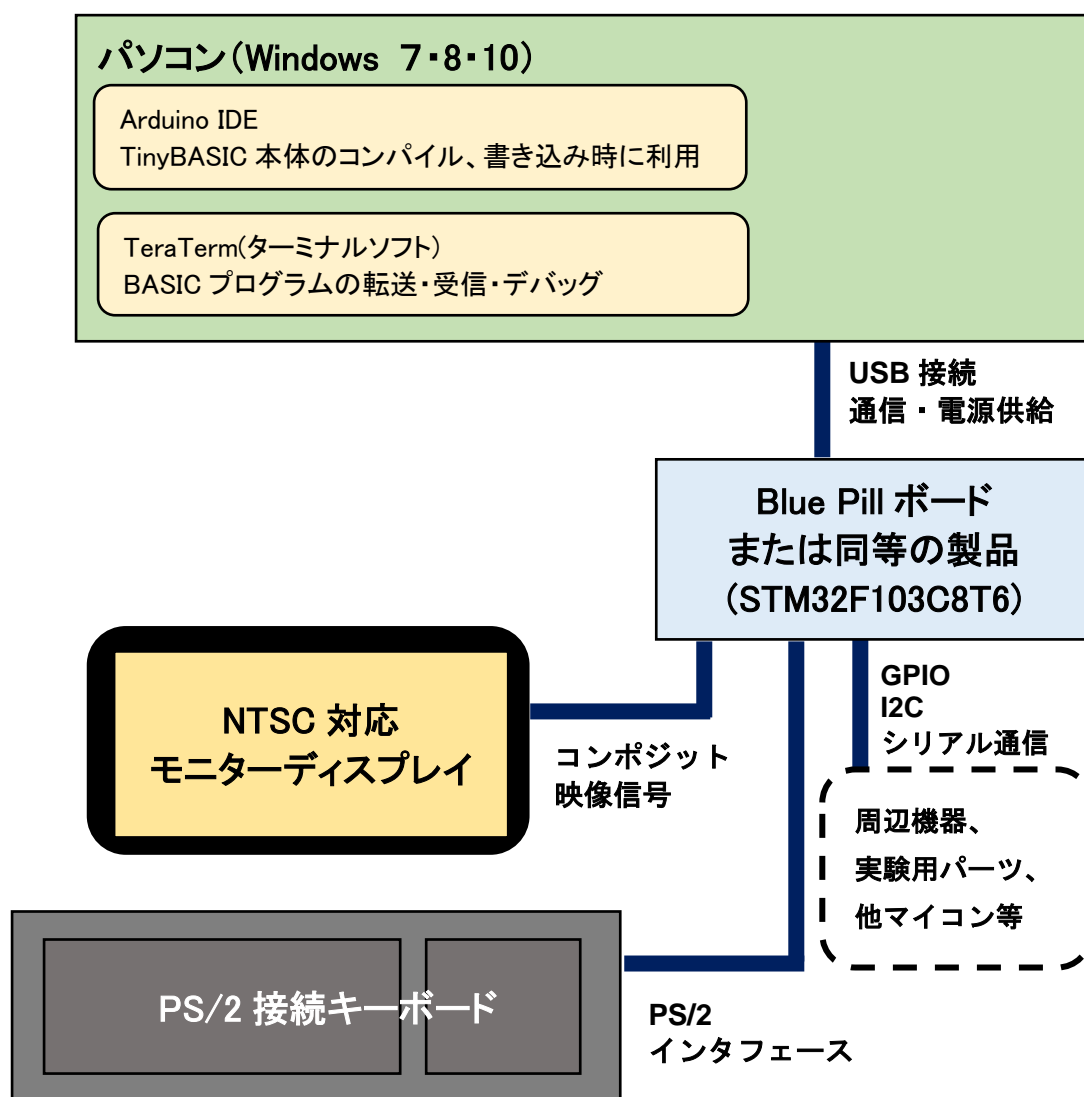 パソコン(Windows 7・8・10)
Arduino IDE
TinyBASIC 本体のコンパイル、書き込み時に利用
TeraTerm(ターミナルソフト)
BASIC プログラムの転送・受信・デバッグ
USB 接続
通信・電源供給
Blue Pill ボード
または同等の製品
(STM32F103C8T6)
NTSC 対応
モニターディスプレイ
コンポジット
映像信号
GPIO
I2C
シリアル通信
周辺機器、
実験用パーツ、
他マイコン等
PS/2 接続キーボード
PS/2
インタフェース